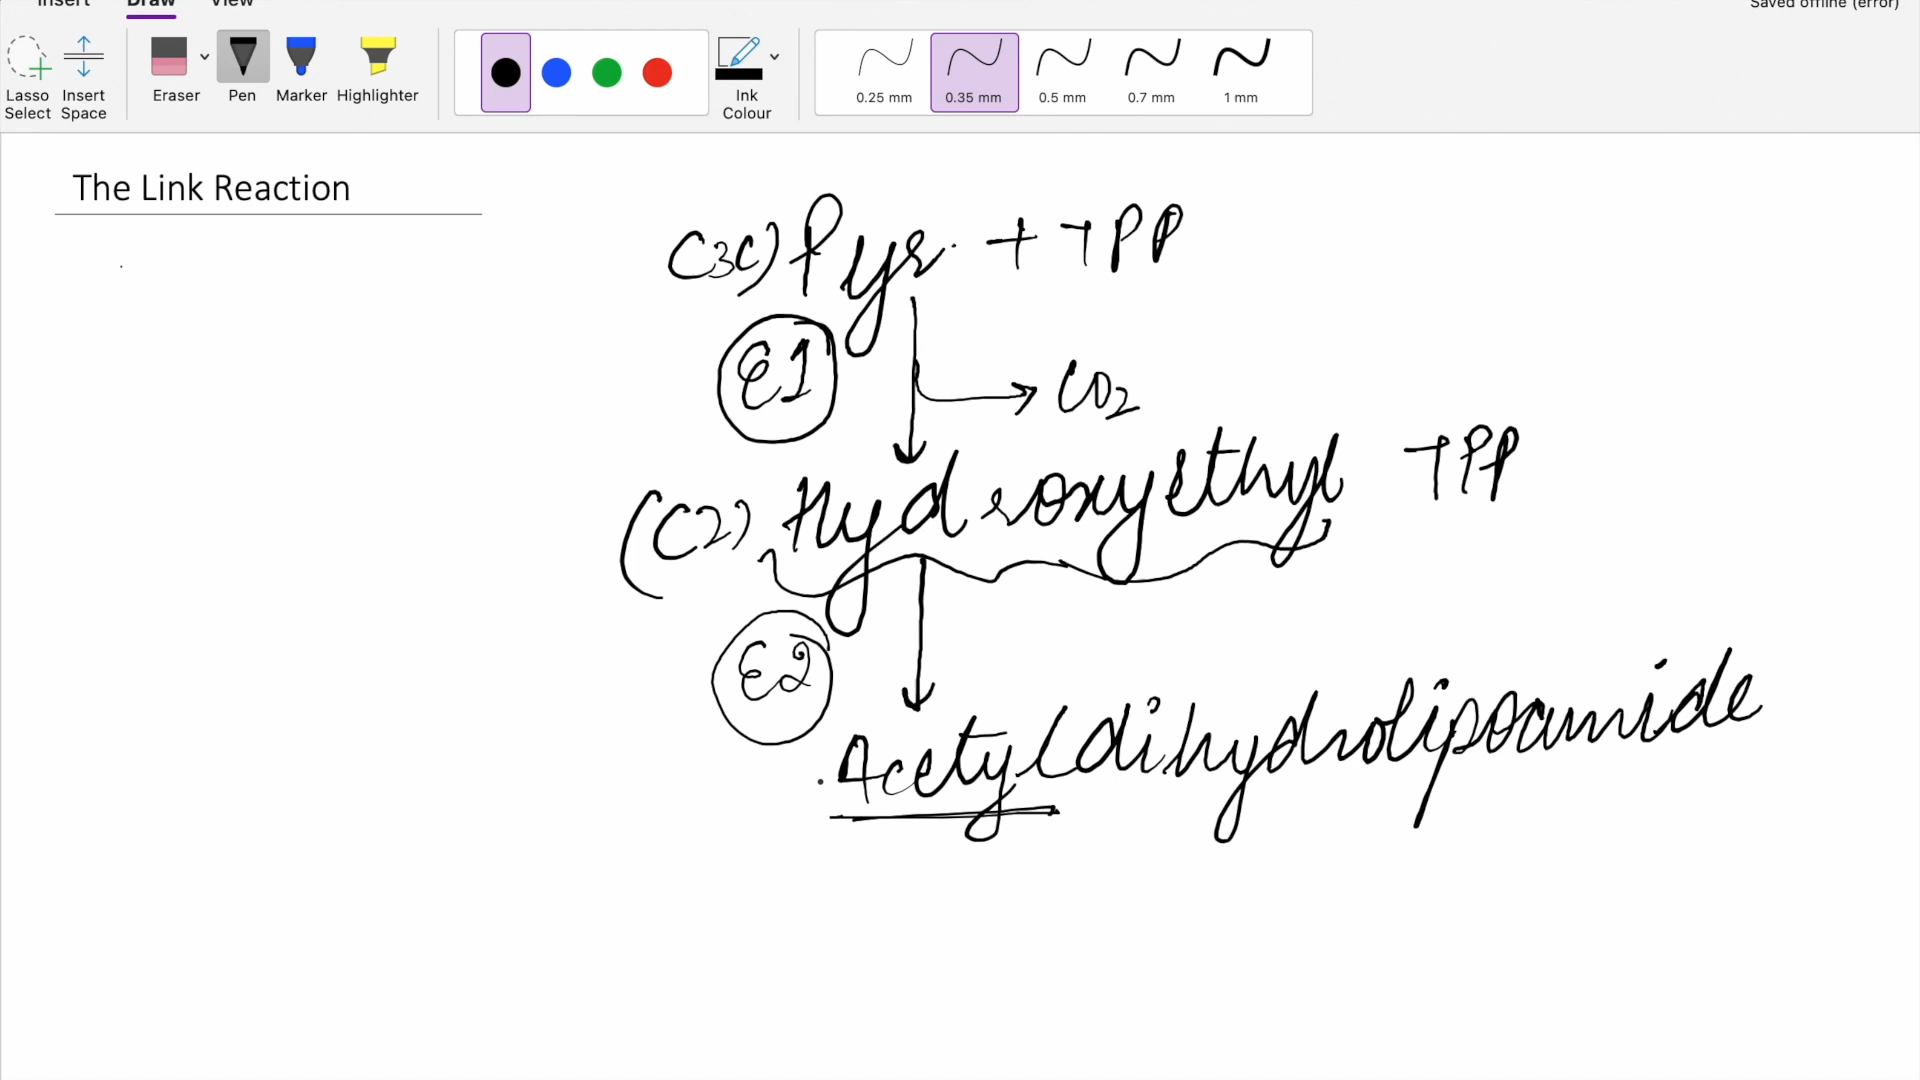 Insert Draw View Saved offline (error)
Lasso Select Insert Space Eraser Pen Marker Highlighter Ink Colour 0.25 mm 0.35 mm 0.5 mm 0.7 mm 1 mm
The Link Reaction
(3C) Pyr. + TPP
E1
CO2
(C2) Hydroxyethyl TPP
E2
Acetyl dihydrolipoamide